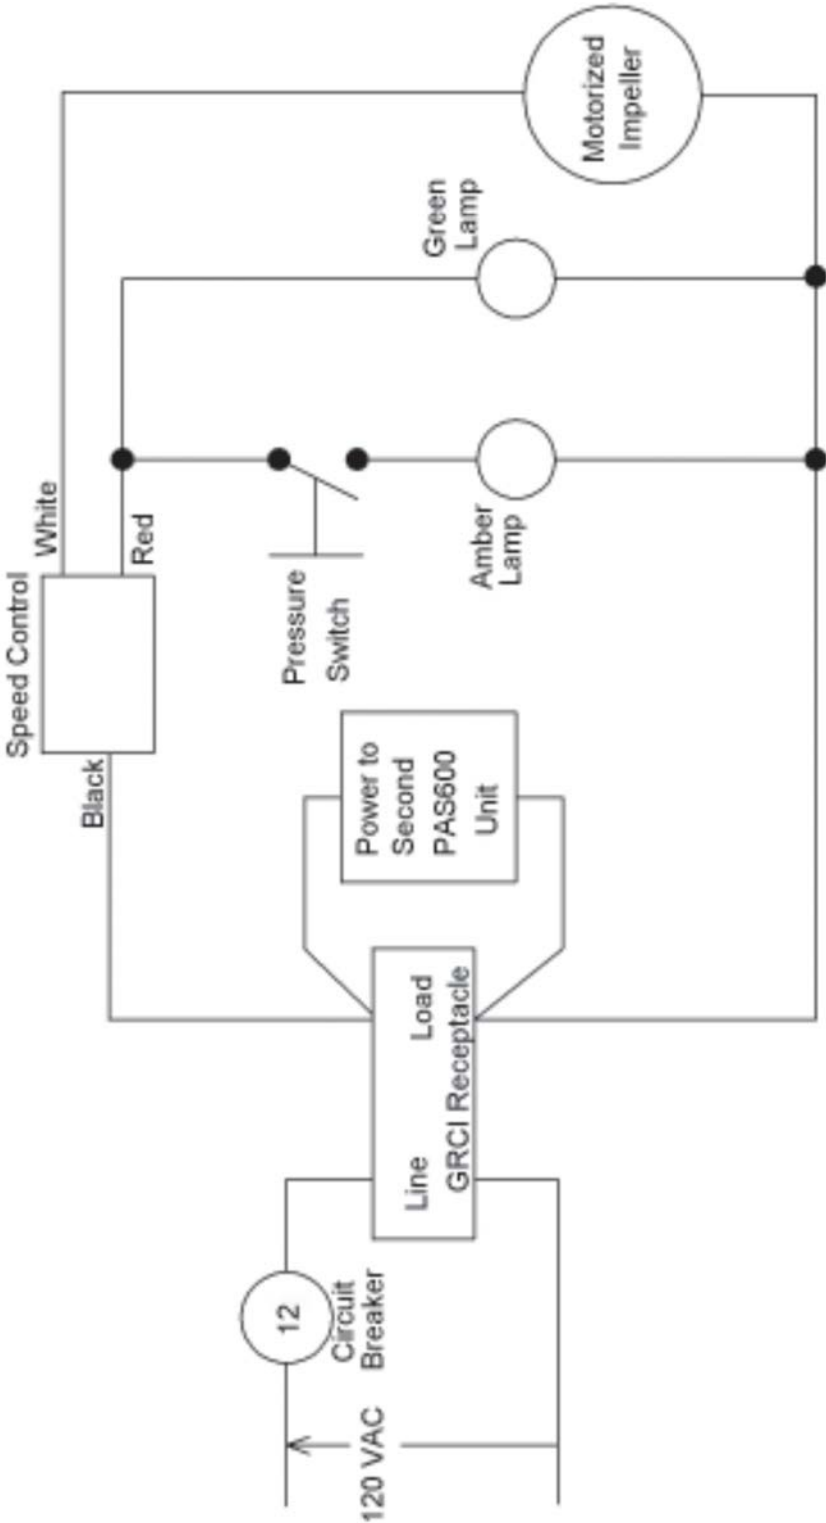 Speed Control
Black
White
Red
Pressure
Switch
Green
Lamp
Amber
Lamp
Motorized
Impeller
Power to
Second
PAS600
Unit
Line
Load
GRCI Receptacle
12
Circuit
Breaker
120 VAC